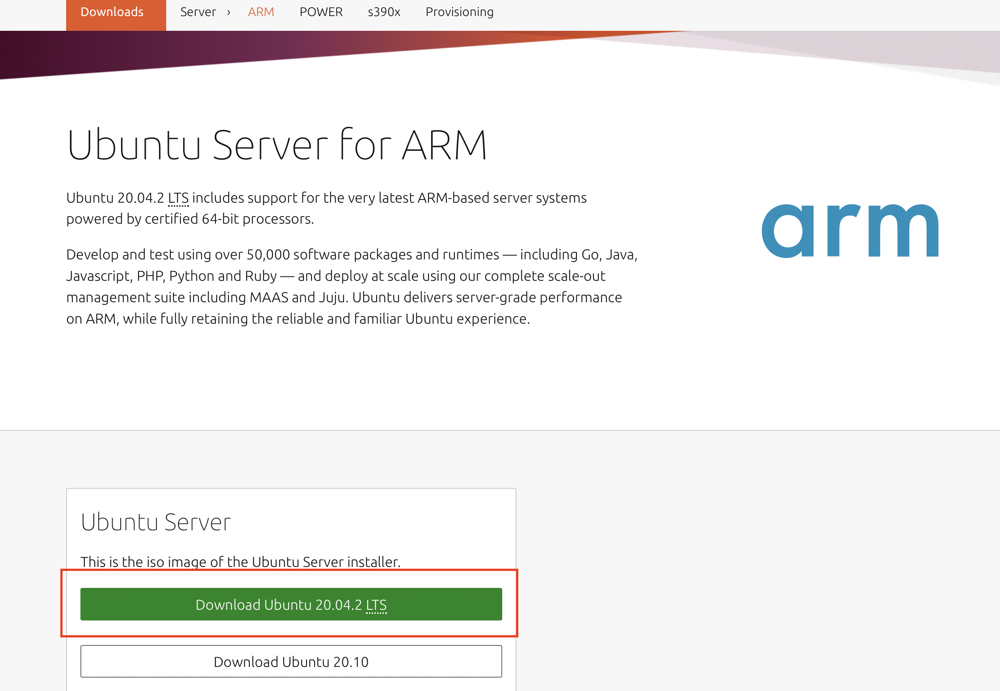 Downloads Server › ARM POWER s390x Provisioning
Ubuntu Server for ARM
Ubuntu 20.04.2 LTS includes support for the very latest ARM-based server systems
powered by certified 64-bit processors.
arm
Develop and test using over 50,000 software packages and runtimes — including Go, Java,
Javascript, PHP, Python and Ruby — and deploy at scale using our complete scale-out
management suite including MAAS and Juju. Ubuntu delivers server-grade performance
on ARM, while fully retaining the reliable and familiar Ubuntu experience.
Ubuntu Server
This is the iso image of the Ubuntu Server installer.
Download Ubuntu 20.04.2 LTS
Download Ubuntu 20.10